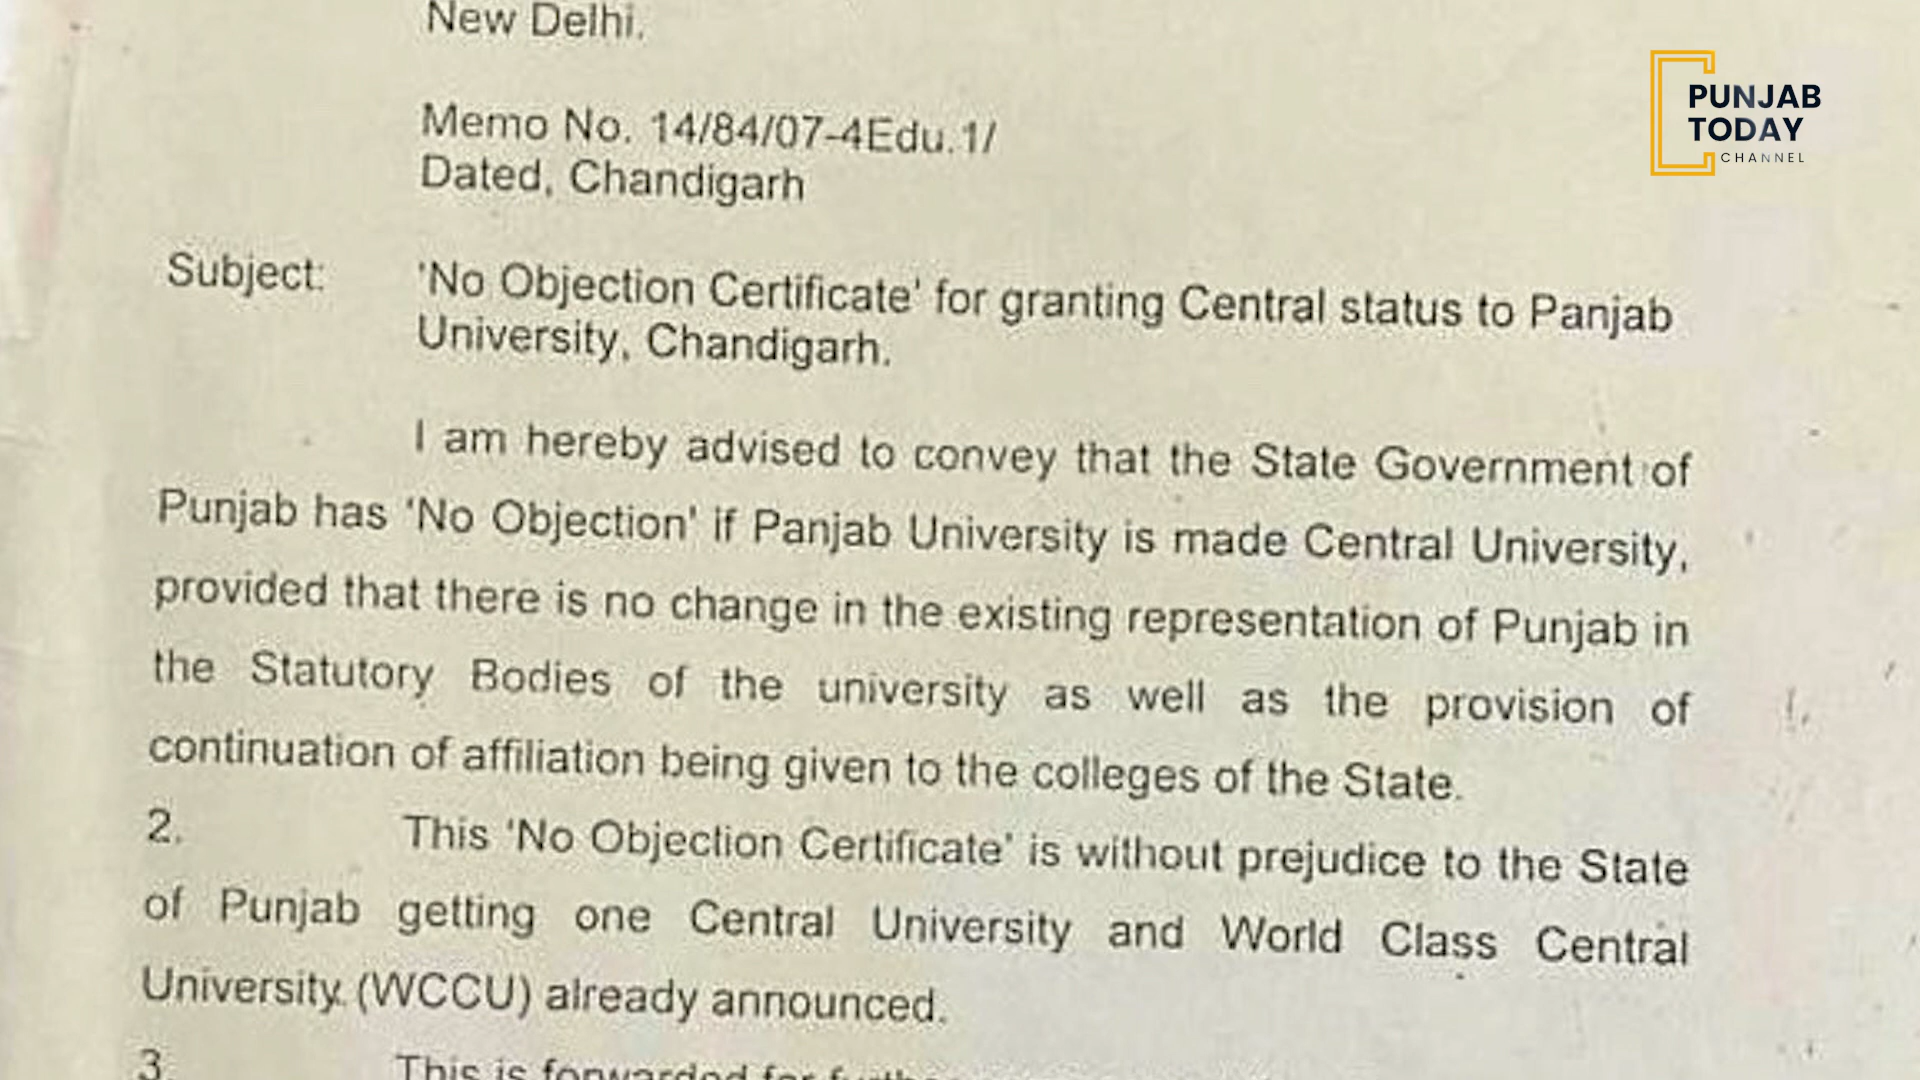 New Delhi.
PUNJAB
TODAY
CHANNEL
Memo No. 14/84/07-4Edu.1/
Dated, Chandigarh
Subject: 'No Objection Certificate' for granting Central status to Panjab
University, Chandigarh.
I am hereby advised to convey that the State Government of
Punjab has 'No Objection' if Panjab University is made Central University,
provided that there is no change in the existing representation of Punjab in
the Statutory Bodies of the university as well as the provision of
continuation of affiliation being given to the colleges of the State.
2. This 'No Objection Certificate' is without prejudice to the State
of Punjab getting one Central University and World Class Central
University. (WCCU) already announced.
3. This is forwarded for